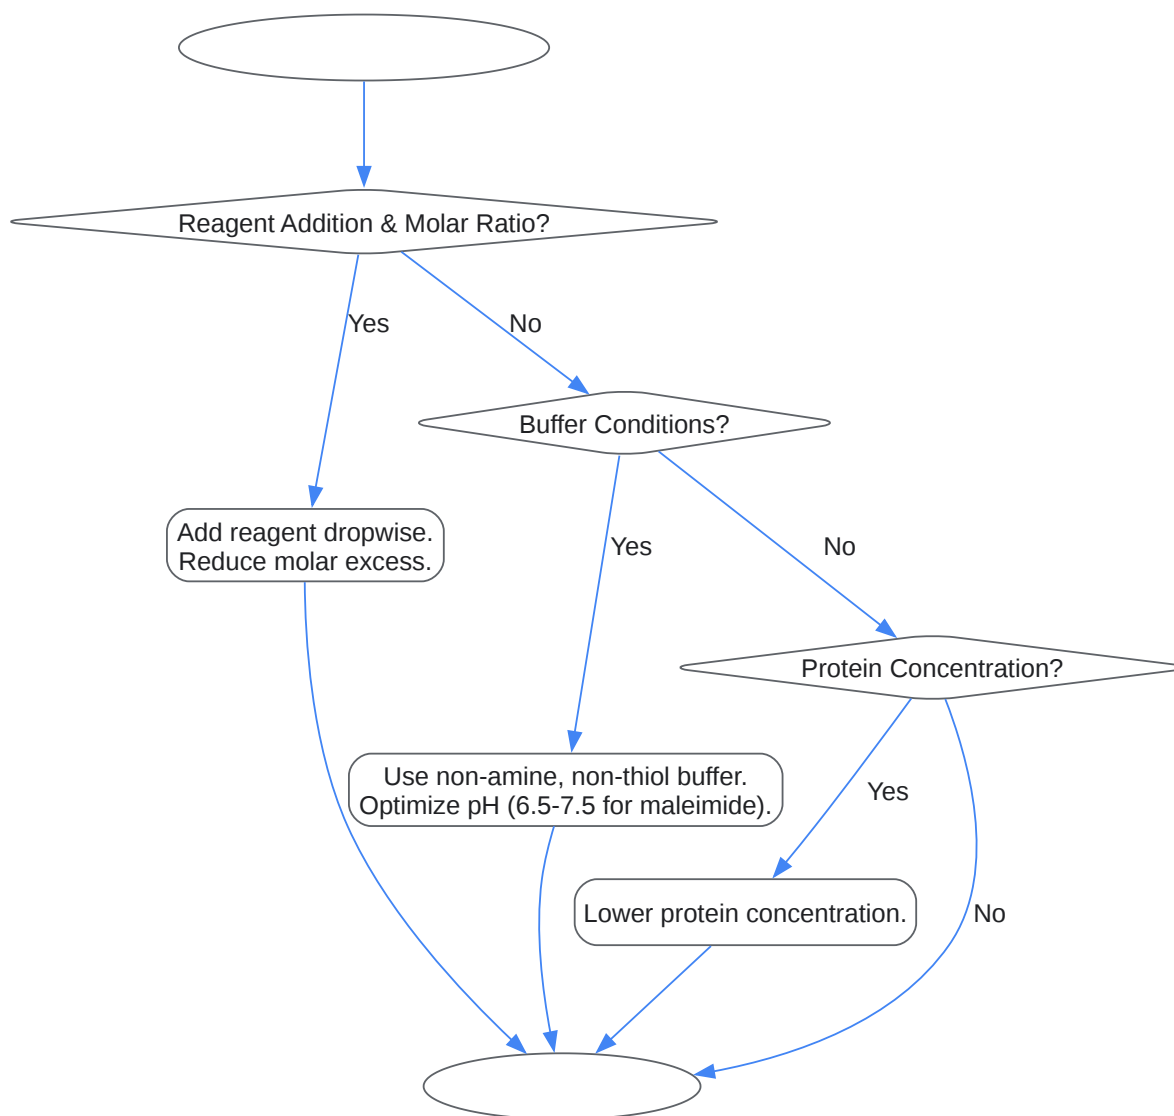 Reagent Addition & Molar Ratio?
Yes
No
Buffer Conditions?
Add reagent dropwise.
Reduce molar excess.
Yes
No
Protein Concentration?
Use non-amine, non-thiol buffer.
Optimize pH (6.5-7.5 for maleimide).
Yes
Lower protein concentration.
No